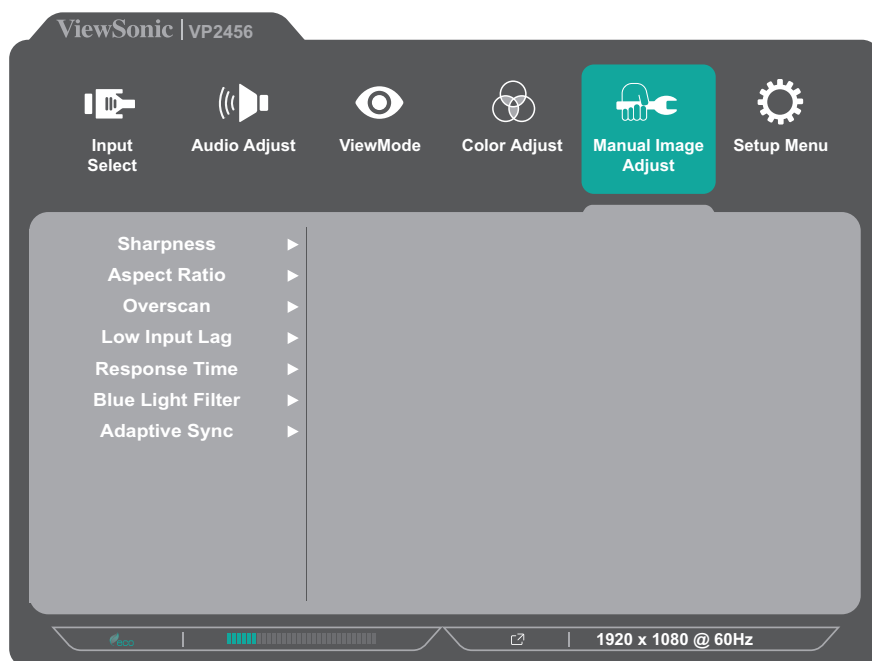 ViewSonic | VP2456
Input
Select
Audio Adjust
ViewMode
Color Adjust
Manual Image
Adjust
Setup Menu
Sharpness ►
Aspect Ratio ►
Overscan ►
Low Input Lag ►
Response Time ►
Blue Light Filter ►
Adaptive Sync ►
eco
1920 x 1080 @ 60Hz